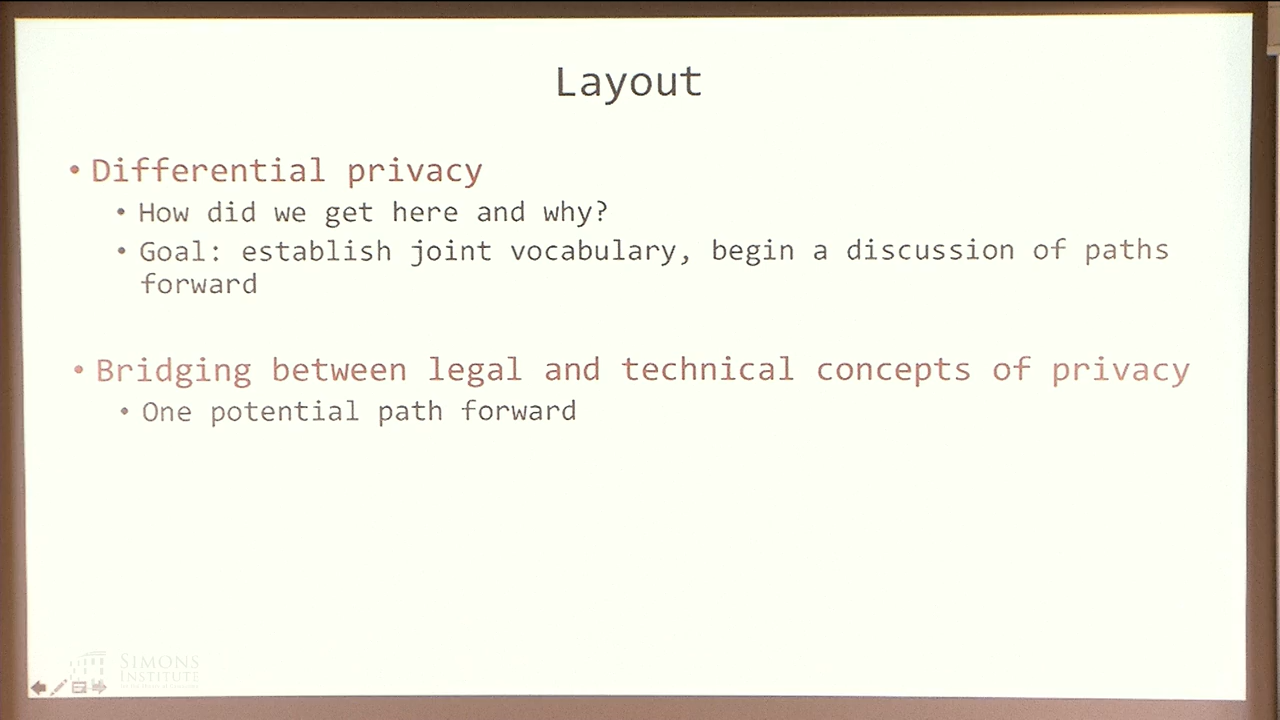 Layout
• Differential privacy
• How did we get here and why?
• Goal: establish joint vocabulary, begin a discussion of paths
forward
• Bridging between legal and technical concepts of privacy
• One potential path forward
SIMONS
INSTITUTE